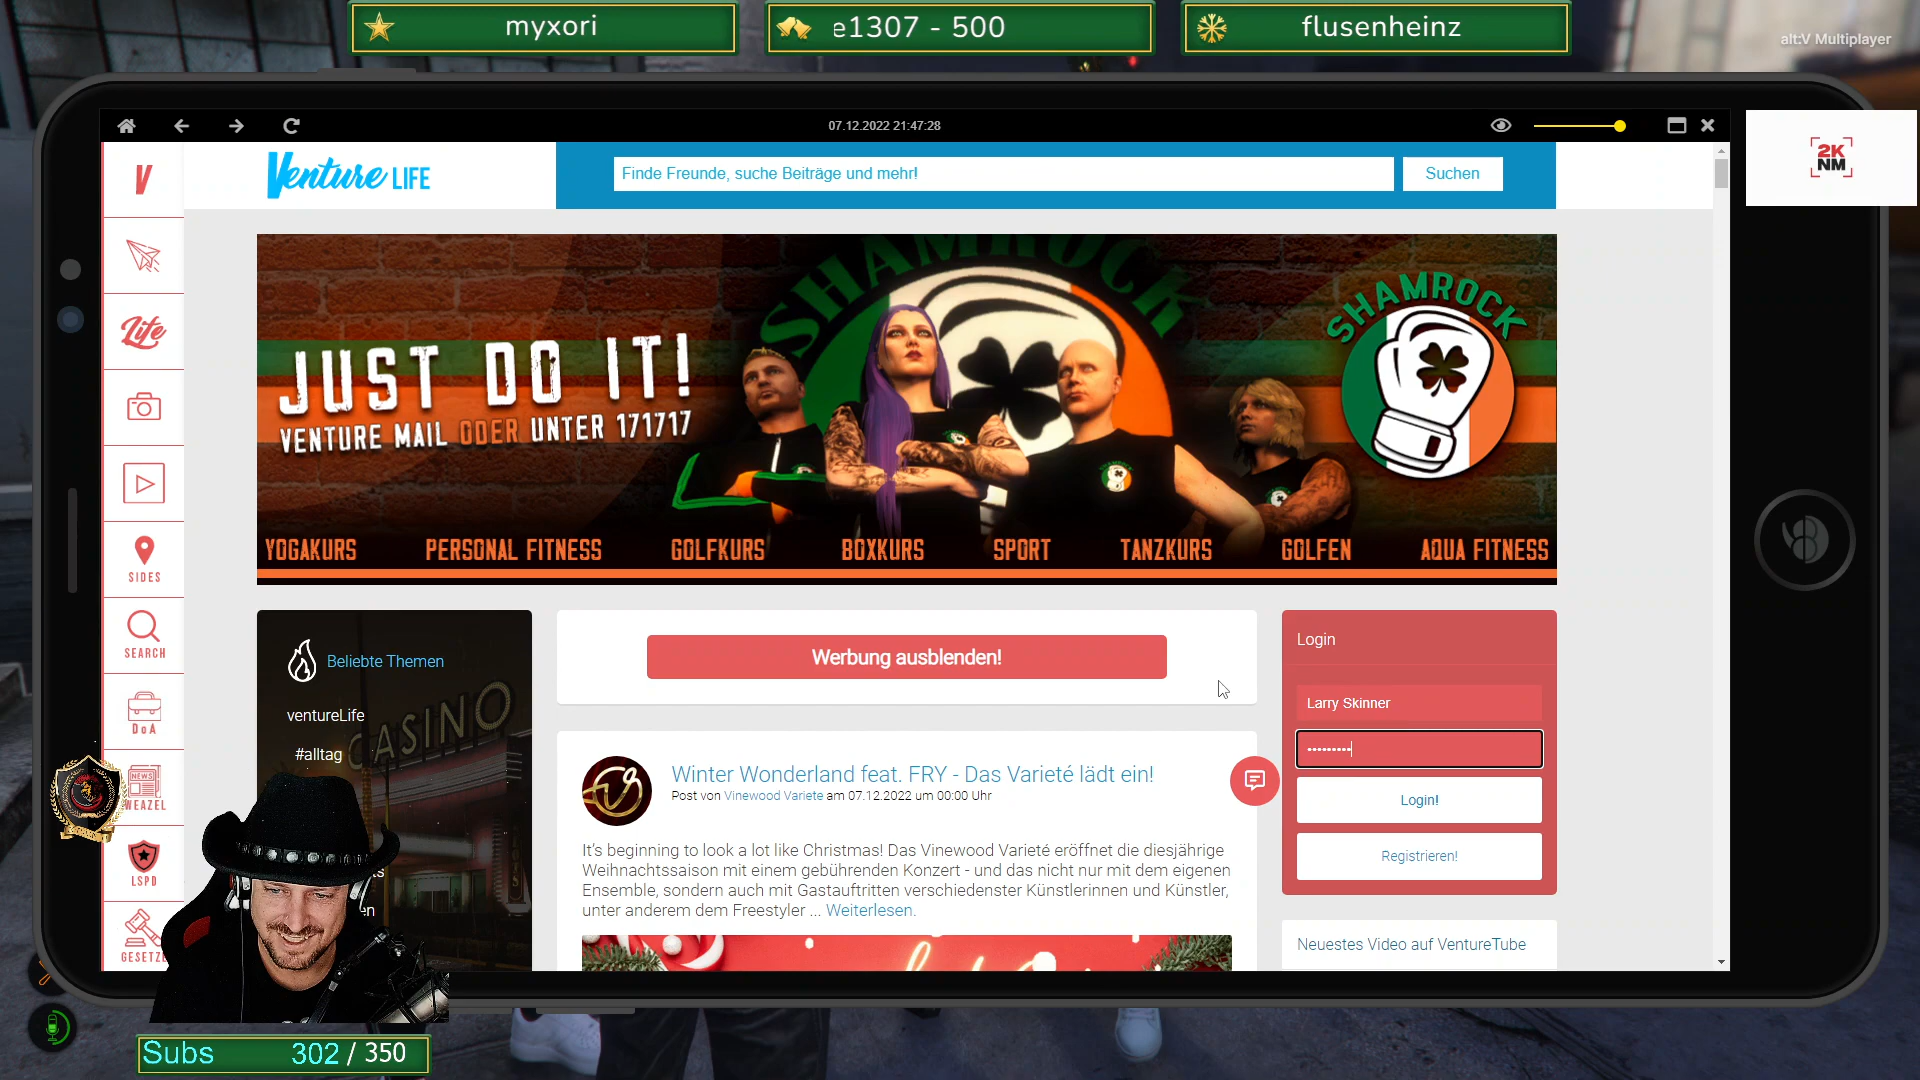 myxori
e1307 - 500
flusenheinz
alt:V Multiplayer
07.12.2022 21:47:28
2K
NM
V
Venture LIFE
Finde Freunde, suche Beiträge und mehr!
Suchen
SHAMROCK
SHAMROCK
JUST DO IT!
VENTURE MAIL ODER UNTER 171717
YOGAKURS PERSONAL FITNESS GOLFKURS BOXKURS SPORT TANZKURS GOLFEN AQUA FITNESS
Life
SIDES
SEARCH
DoA
NEWS
WEAZEL
LSPD
GESETZE
Beliebte Themen
ventureLife
#alltag
CASINO
ts
en
Werbung ausblenden!
Winter Wonderland feat. FRY - Das Varieté lädt ein!
Post von Vinewood Variete am 07.12.2022 um 00:00 Uhr
It's beginning to look a lot like Christmas! Das Vinewood Varieté eröffnet die diesjährige
Weihnachtssaison mit einem gebührenden Konzert - und das nicht nur mit dem eigenen
Ensemble, sondern auch mit Gastauftritten verschiedenster Künstlerinnen und Künstler,
unter anderem dem Freestyler ... Weiterlesen.
Login
Larry Skinner
Login!
Registrieren!
Neuestes Video auf VentureTube
Subs 302 / 350